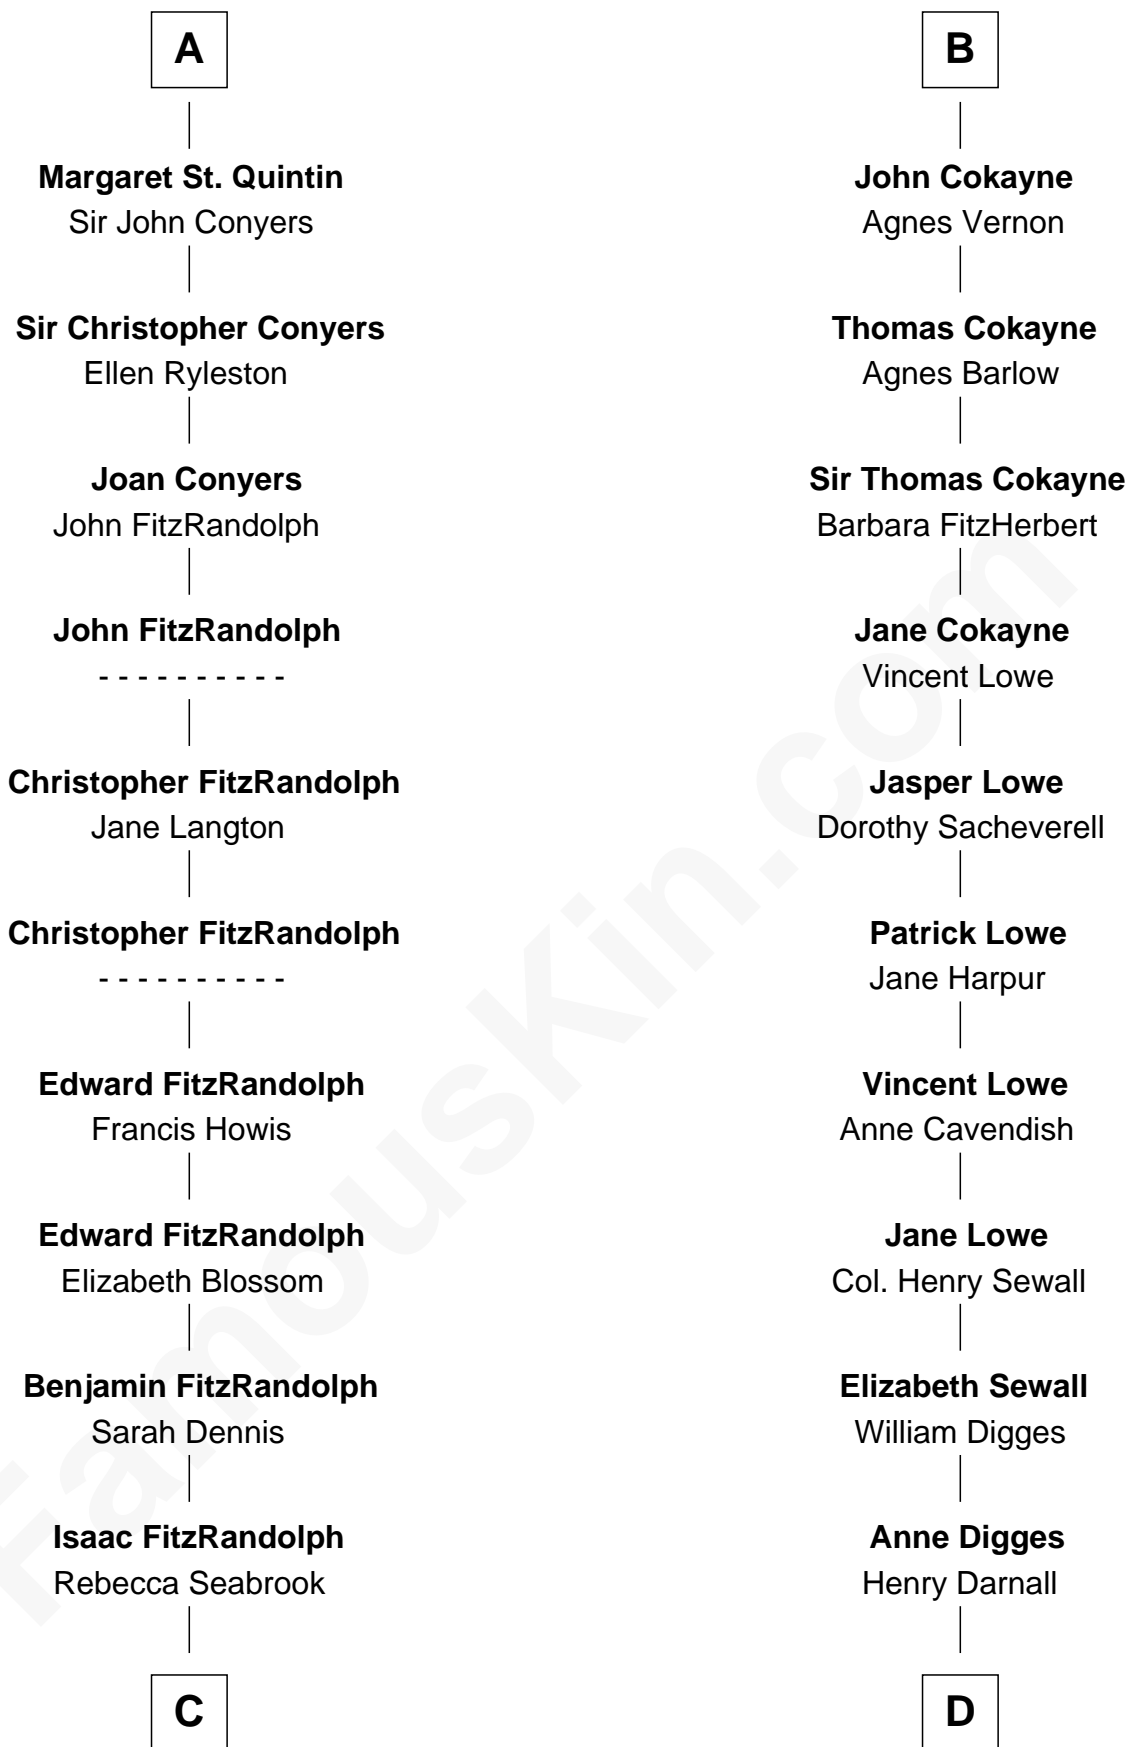 A
Margaret St. Quintin
Sir John Conyers
Sir Christopher Conyers
Ellen Ryleston
Joan Conyers
John FitzRandolph
John FitzRandolph
- - - - - - - - - -
Christopher FitzRandolph
Jane Langton
Christopher FitzRandolph
- - - - - - - - - -
Edward FitzRandolph
Francis Howis
Edward FitzRandolph
Elizabeth Blossom
Benjamin FitzRandolph
Sarah Dennis
Isaac FitzRandolph
Rebecca Seabrook
C
B
John Cokayne
Agnes Vernon
Thomas Cokayne
Agnes Barlow
Sir Thomas Cokayne
Barbara FitzHerbert
Jane Cokayne
Vincent Lowe
Jasper Lowe
Dorothy Sacheverell
Patrick Lowe
Jane Harpur
Vincent Lowe
Anne Cavendish
Jane Lowe
Col. Henry Sewall
Elizabeth Sewall
William Digges
Anne Digges
Henry Darnall
D
FamousKin.com